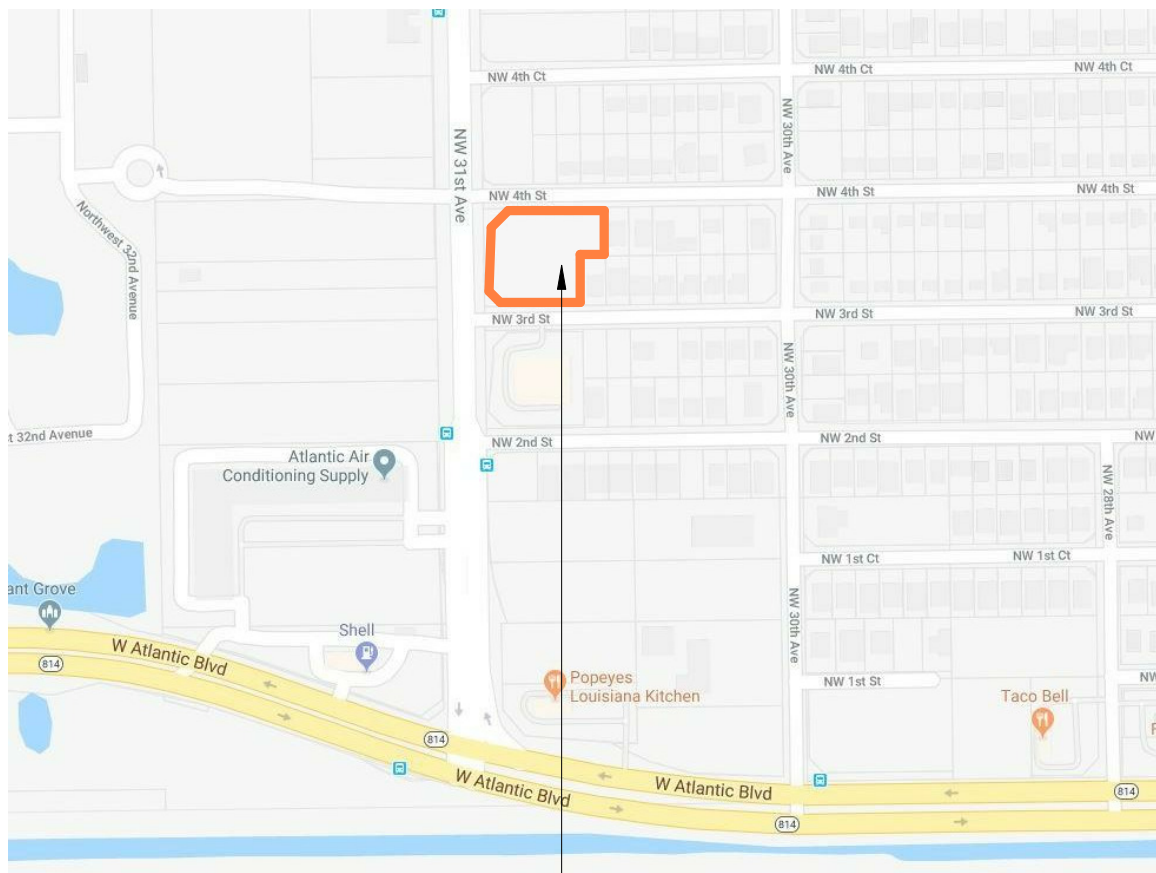 NW 4th Ct
NW 4th Ct
NW 4th Ct
NW 31st Ave
NW 30th Ave
NW 4th St
NW 4th St
NW 4th St
Northwest 32nd Avenue
NW 3rd St
NW 3rd St
NW 3rd St
NW 30th Ave
t 32nd Avenue
NW 2nd St
NW 2nd St
NW
Atlantic Air
Conditioning Supply
NW 28th Ave
NW 1st Ct
NW 1st Ct
ant Grove
NW 30th Ave
Shell
W Atlantic Blvd
814
Popeyes
Louisiana Kitchen
NW 1st St
NW
Taco Bell
814
W Atlantic Blvd
W Atlantic Blvd
814
814